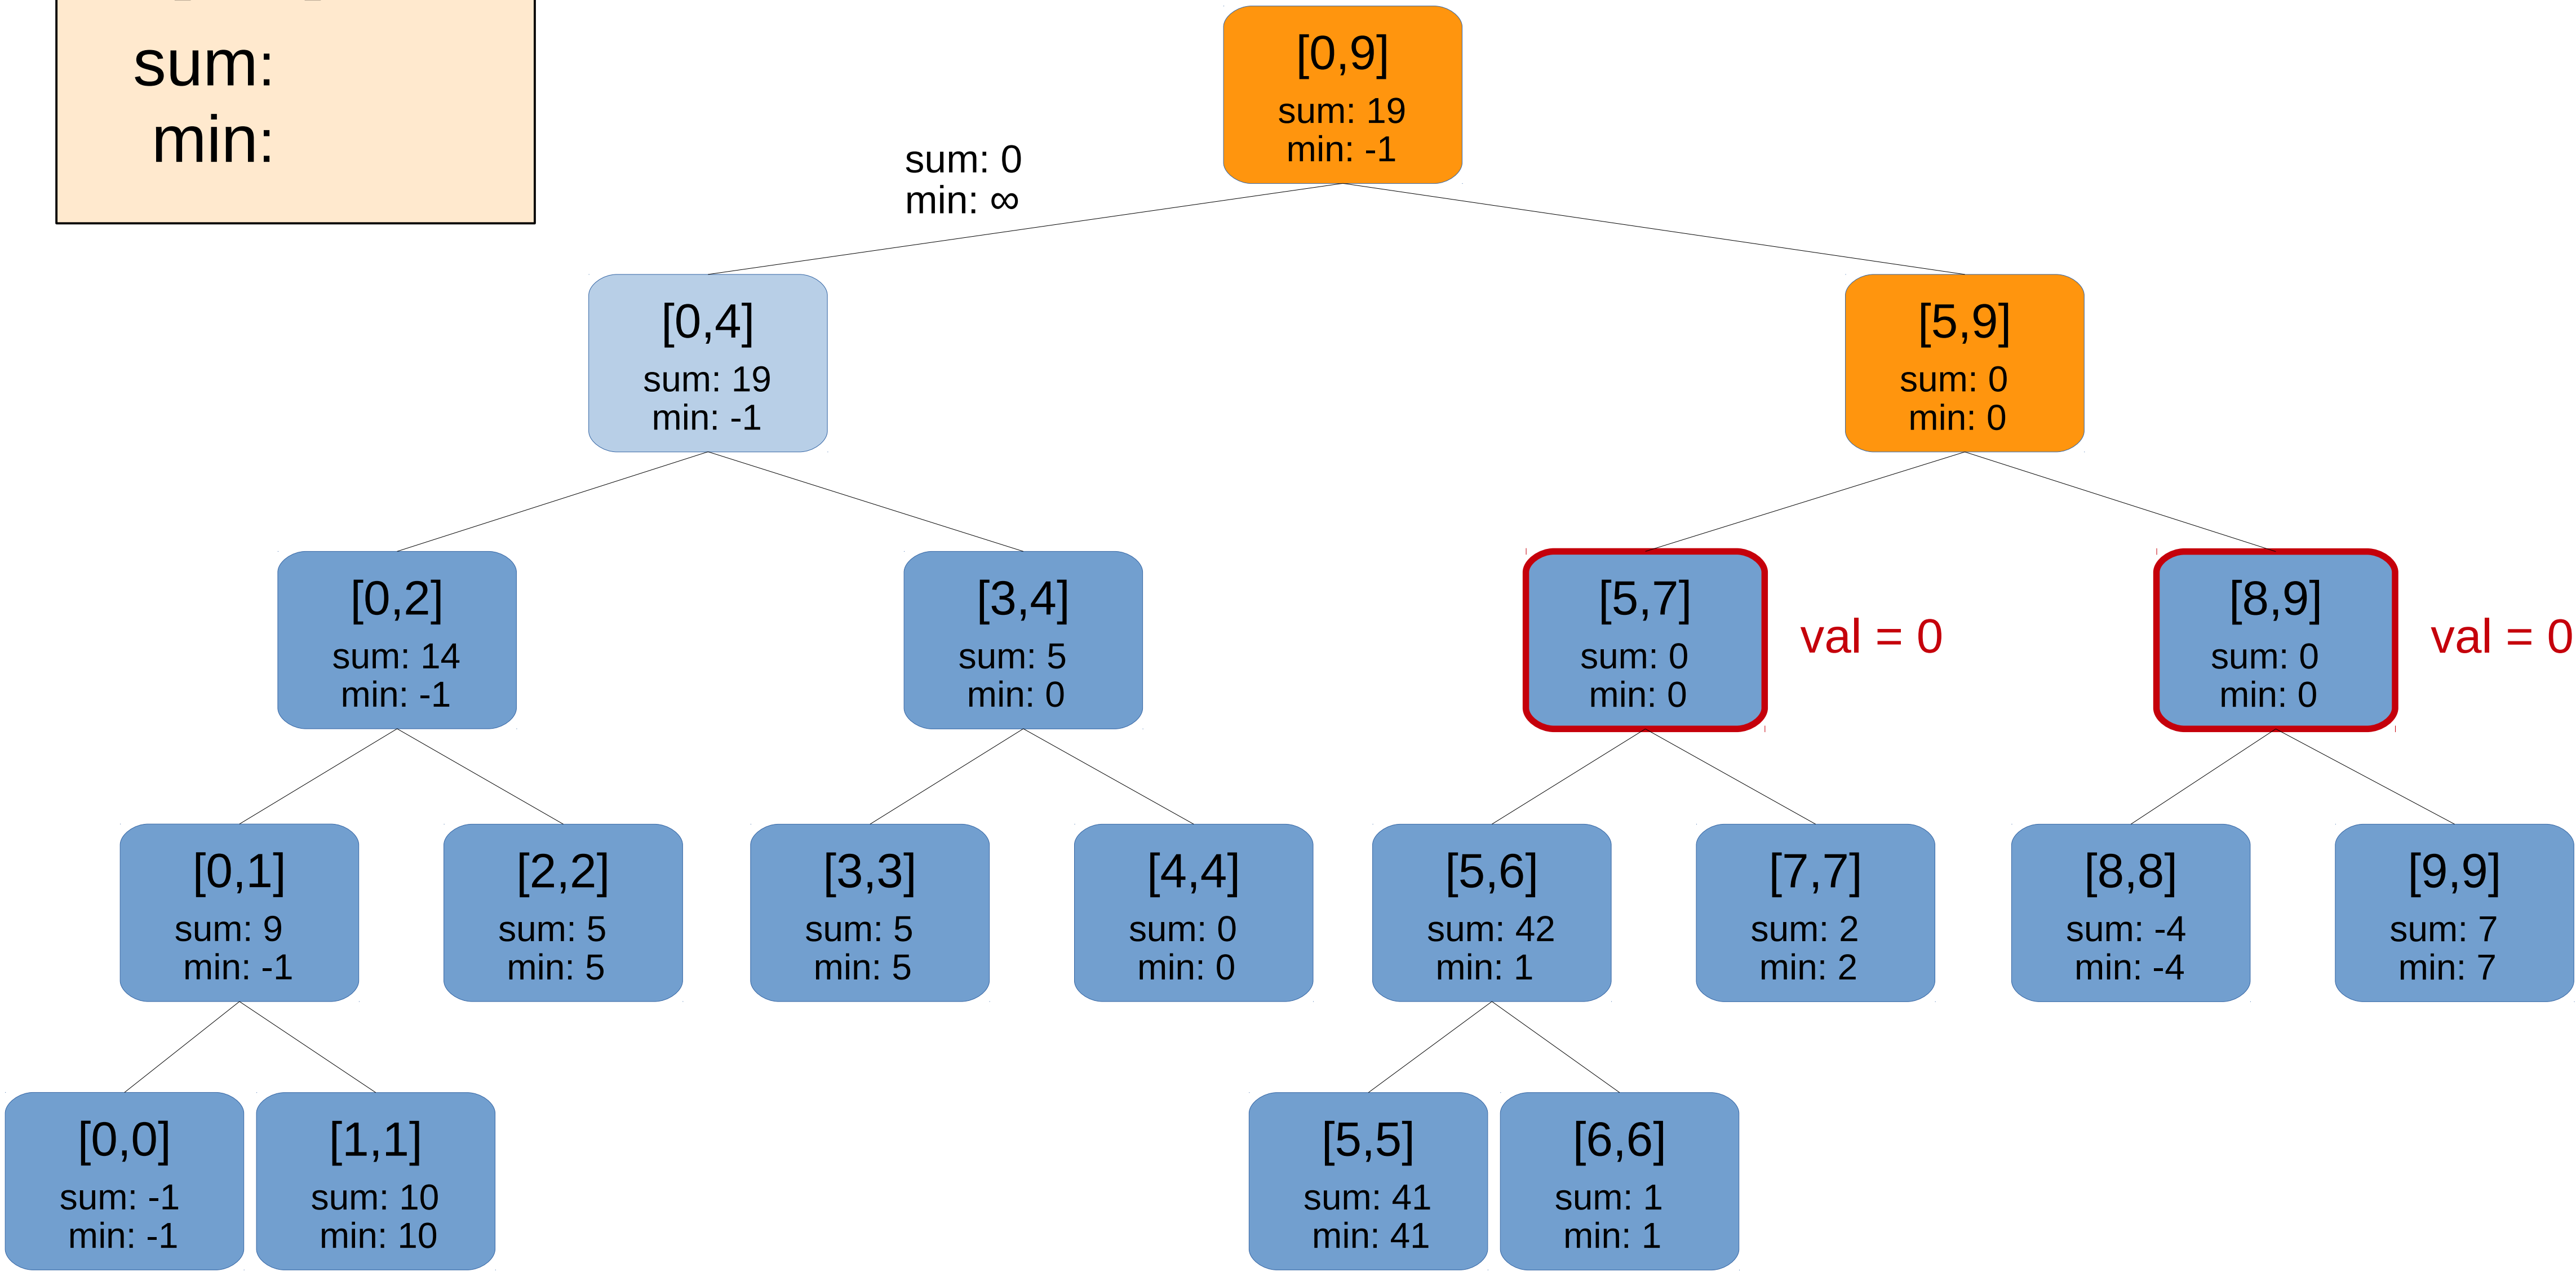 sum:
min:
[0,9]
sum: 19
min: -1
sum: 0
min: ∞
[0,4]
sum: 19
min: -1
[5,9]
sum: 0
min: 0
[0,2]
sum: 14
min: -1
[3,4]
sum: 5
min: 0
[5,7]
sum: 0
min: 0
val = 0
[8,9]
sum: 0
min: 0
val = 0
[0,1]
sum: 9
min: -1
[2,2]
sum: 5
min: 5
[3,3]
sum: 5
min: 5
[4,4]
sum: 0
min: 0
[5,6]
sum: 42
min: 1
[7,7]
sum: 2
min: 2
[8,8]
sum: -4
min: -4
[9,9]
sum: 7
min: 7
[0,0]
sum: -1
min: -1
[1,1]
sum: 10
min: 10
[5,5]
sum: 41
min: 41
[6,6]
sum: 1
min: 1